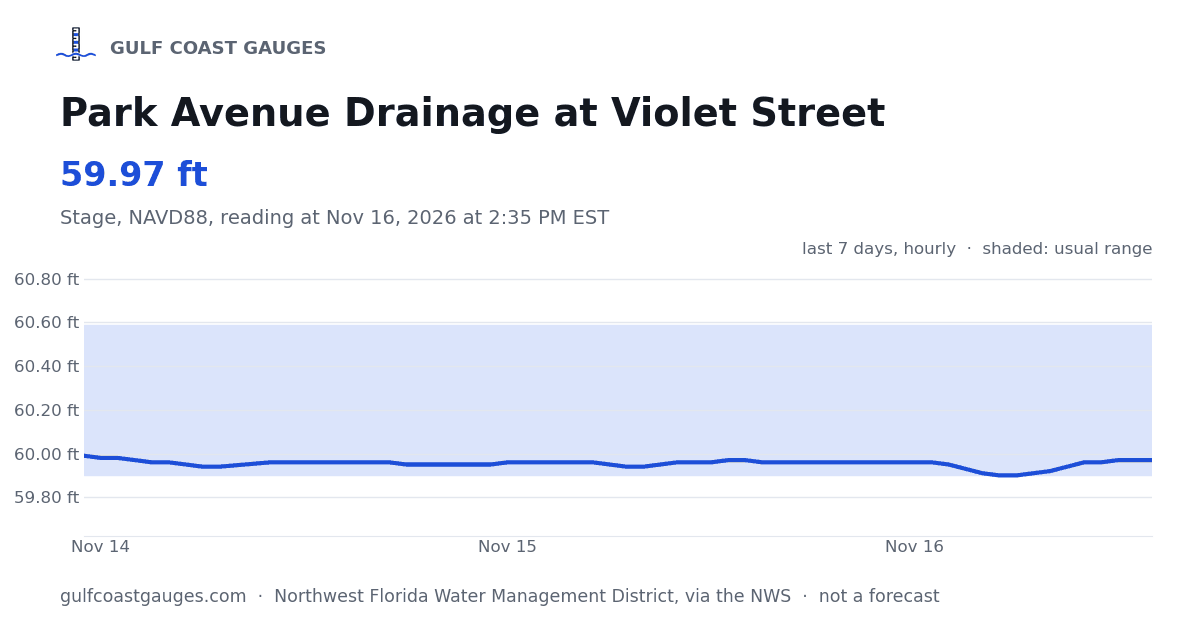 GULF COAST GAUGES
Park Avenue Drainage at Violet Street
59.97 ft
Stage, NAVD88, reading at Nov 16, 2026 at 2:35 PM EST
last 7 days, hourly · shaded: usual range
60.80 ft
60.60 ft
60.40 ft
60.20 ft
60.00 ft
59.80 ft
Nov 14 Nov 15 Nov 16
gulfcoastgauges.com · Northwest Florida Water Management District, via the NWS · not a forecast